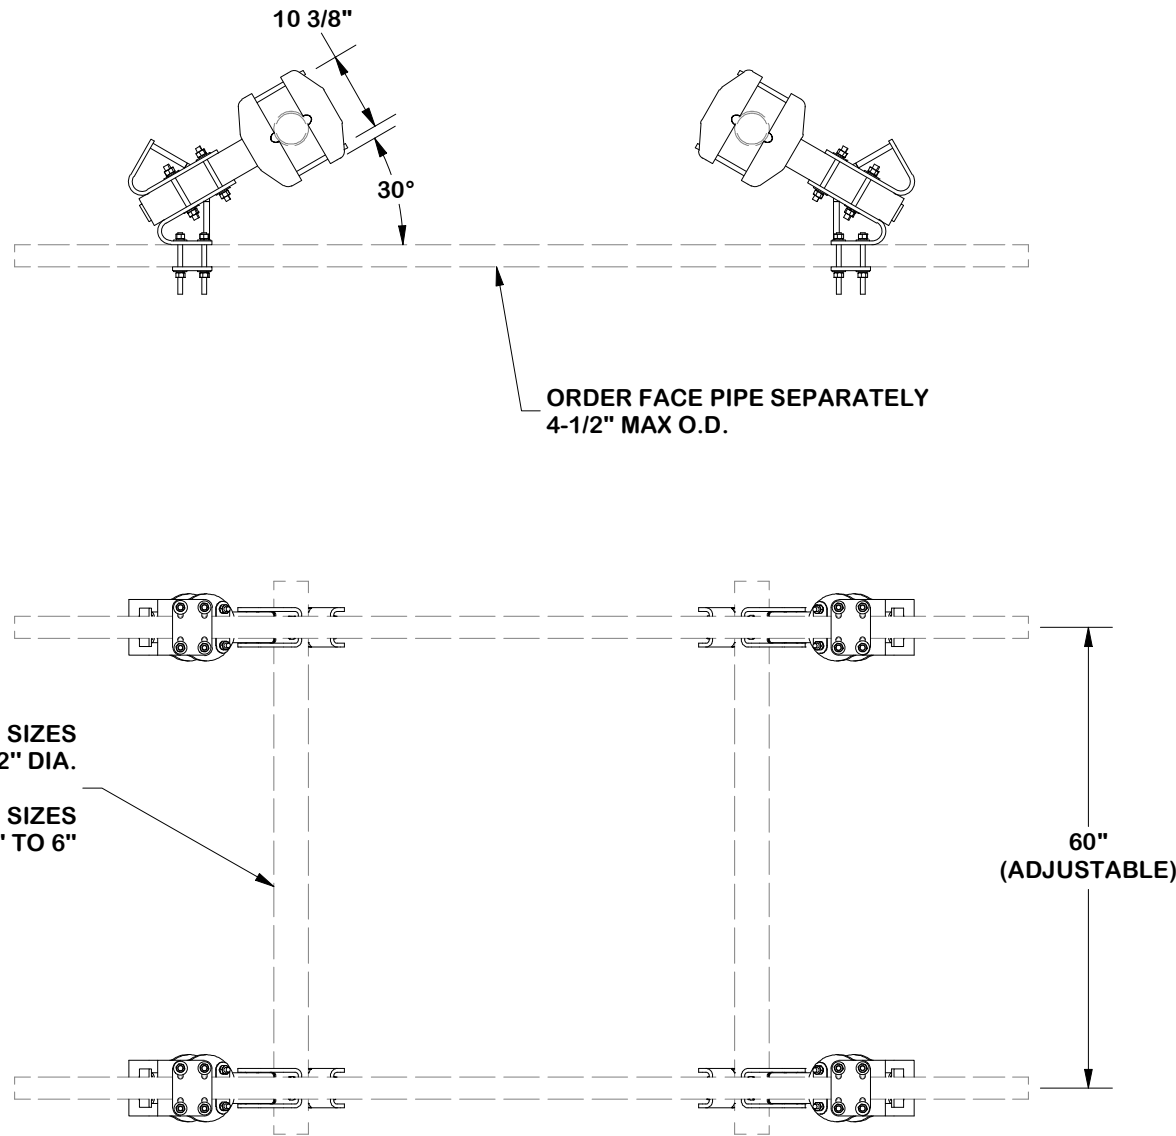 10 3/8"
30°
ORDER FACE PIPE SEPARATELY
4-1/2" MAX O.D.
SIZES
2" DIA.
SIZES
" TO 6"
60"
(ADJUSTABLE)